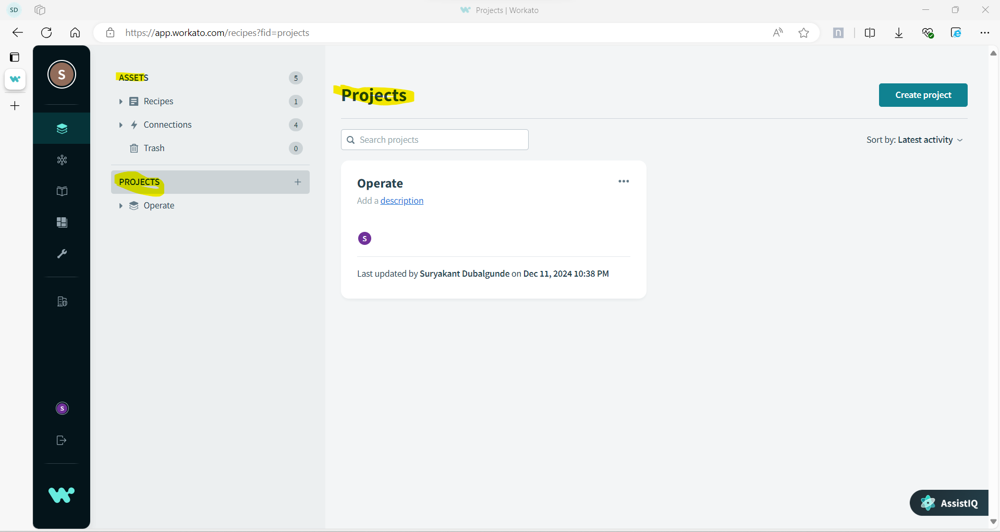 SD
Projects | Workato
https://app.workato.com/recipes?fid=projects
S
ASSETS 5
Recipes 1
Connections 4
Trash 0
PROJECTS +
Operate
S
Projects
Create project
Search projects
Sort by: Latest activity
Operate
Add a description
S
Last updated by Suryakant Dubalgunde on Dec 11, 2024 10:38 PM
AssistIQ